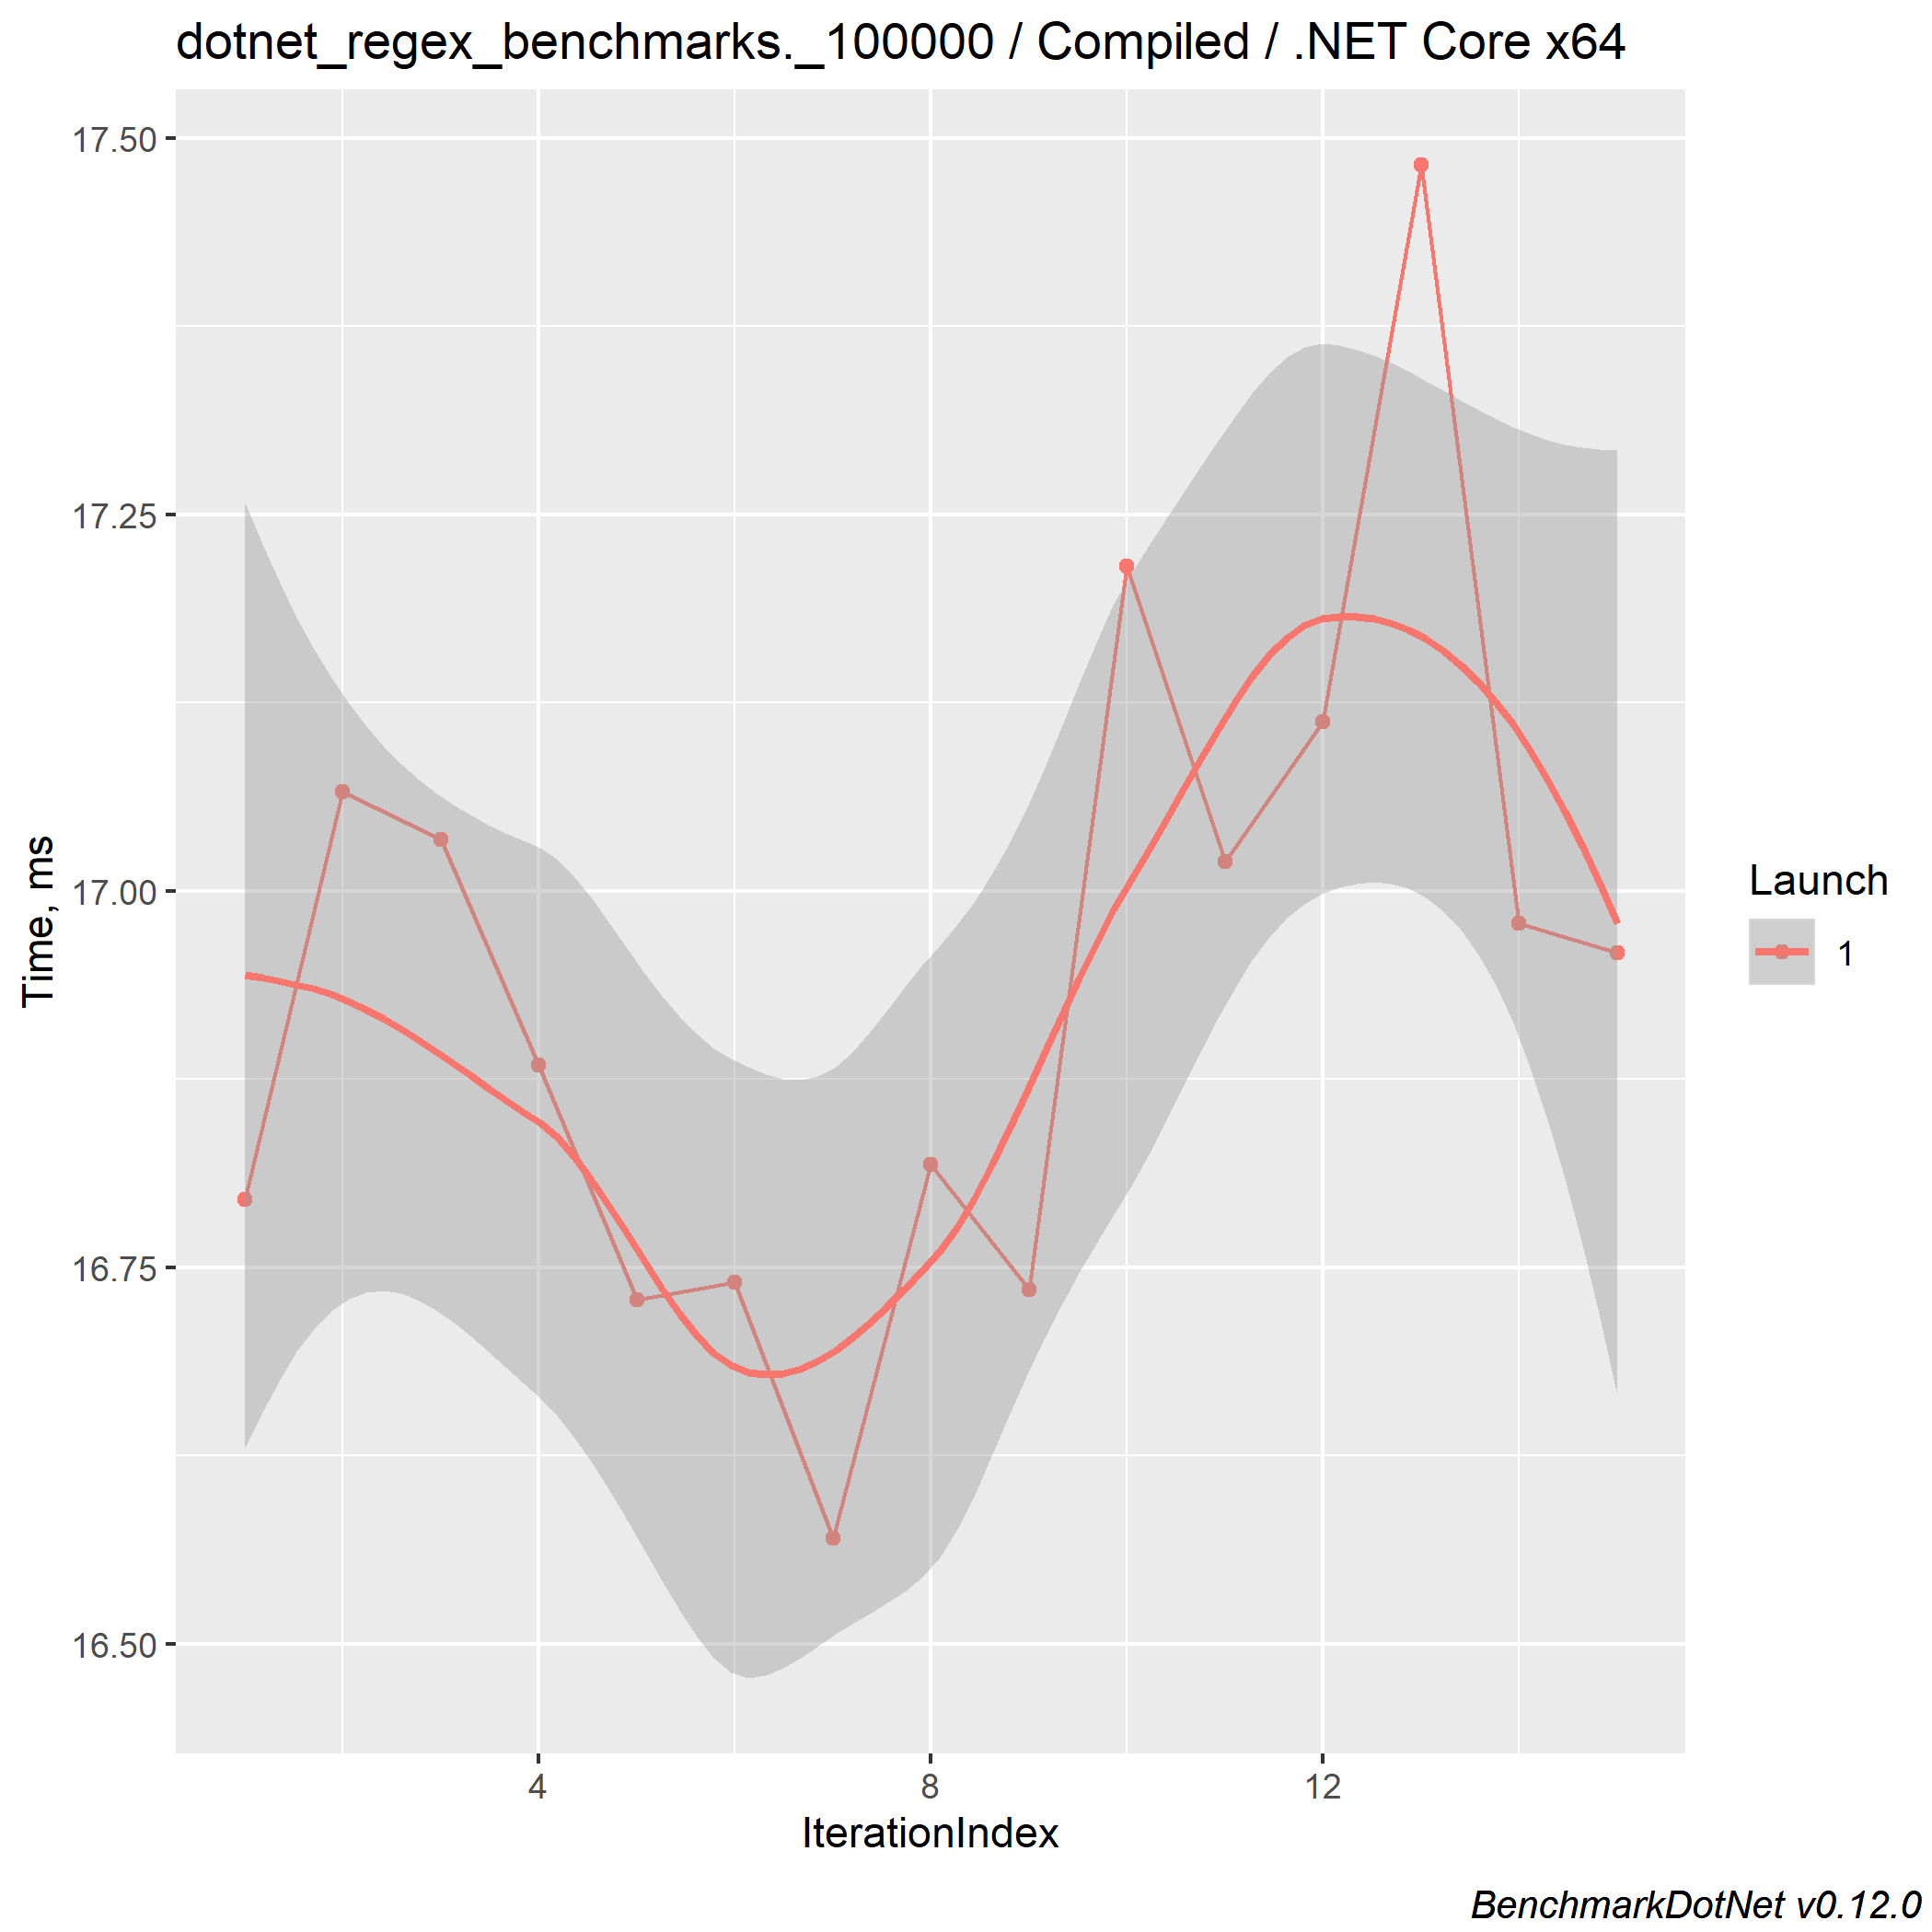 dotnet_regex_benchmarks._100000 / Compiled / .NET Core x64
17.50
17.25
17.00
16.75
16.50
Time, ms
4
8
12
IterationIndex
Launch
1
BenchmarkDotNet v0.12.0